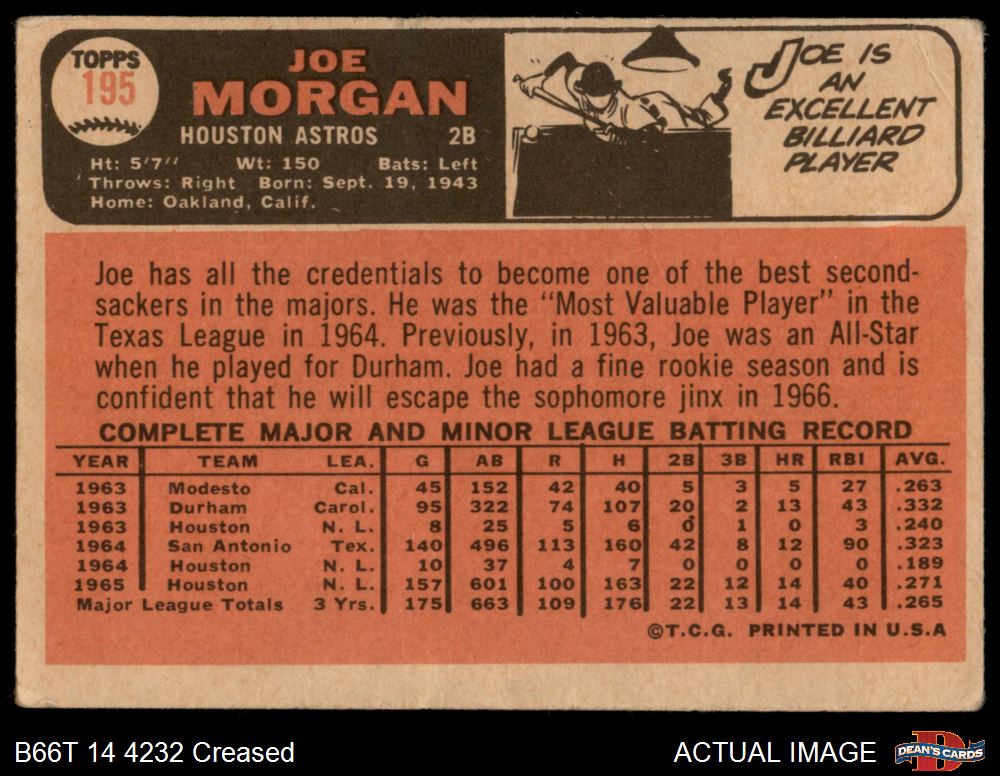 TOPPS
195
JOE
MORGAN
HOUSTON ASTROS 2B
Ht: 5'7" Wt: 150 Bats: Left
Throws: Right Born: Sept. 19, 1943
Home: Oakland, Calif.
JOE IS
AN
EXCELLENT
BILLIARD
PLAYER
Joe has all the credentials to become one of the best second-
sackers in the majors. He was the "Most Valuable Player" in the
Texas League in 1964. Previously, in 1963, Joe was an All-Star
when he played for Durham. Joe had a fine rookie season and is
confident that he will escape the sophomore jinx in 1966.
COMPLETE MAJOR AND MINOR LEAGUE BATTING RECORD
YEAR TEAM LEA. G AB R H 2B 3B HR RBI AVG.
1963 Modesto Cal. 45 152 42 40 5 3 5 27 .263
1963 Durham Carol. 95 322 74 107 20 2 13 43 .332
1963 Houston N. L. 8 25 5 6 0 1 0 3 .240
1964 San Antonio Tex. 140 496 113 160 42 8 12 90 .323
1964 Houston N. L. 10 37 4 7 0 0 0 0 .189
1965 Houston N. L. 157 601 100 163 22 12 14 40 .271
Major League Totals 3 Yrs. 175 663 109 176 22 13 14 43 .265
©T.C.G. PRINTED IN U.S.A
B66T 14 4232 Creased
ACTUAL IMAGE
DEAN'S CARDS